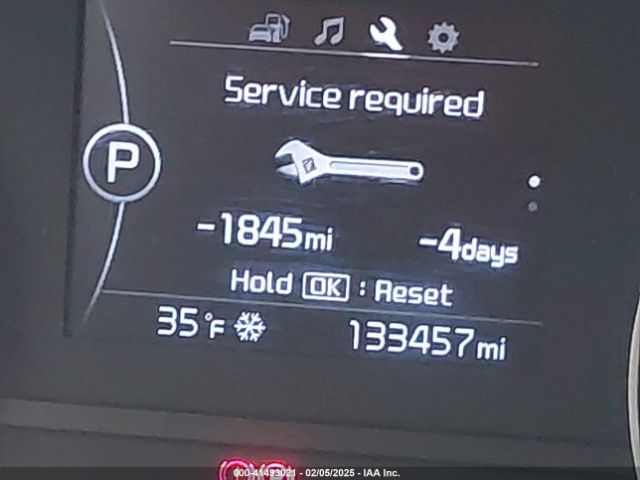 Service required
P
-1845mi -4days
Hold OK : Reset
35°F 133457mi
000-41493021 - 02/05/2025 - IAA Inc.